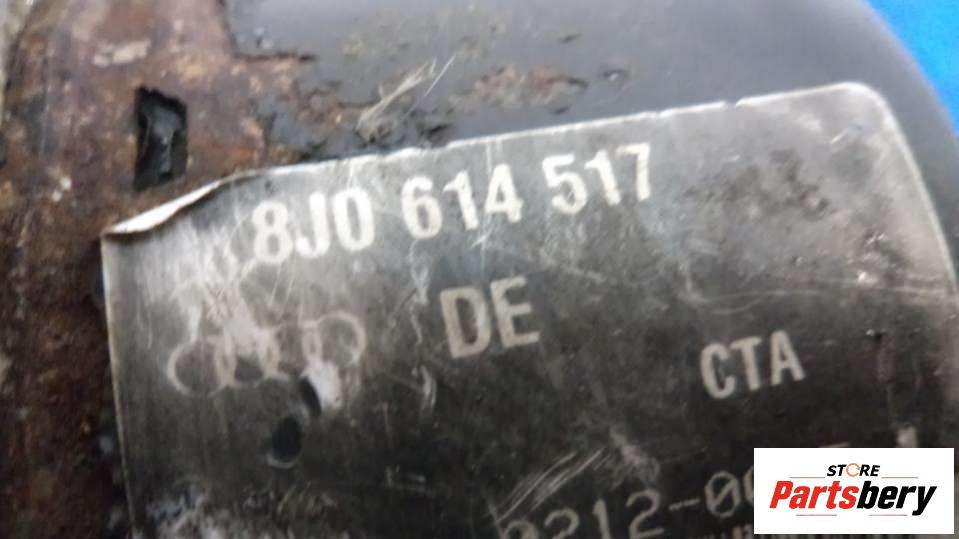 8J0 614 517
DE
CTA
STORE
Partsbery